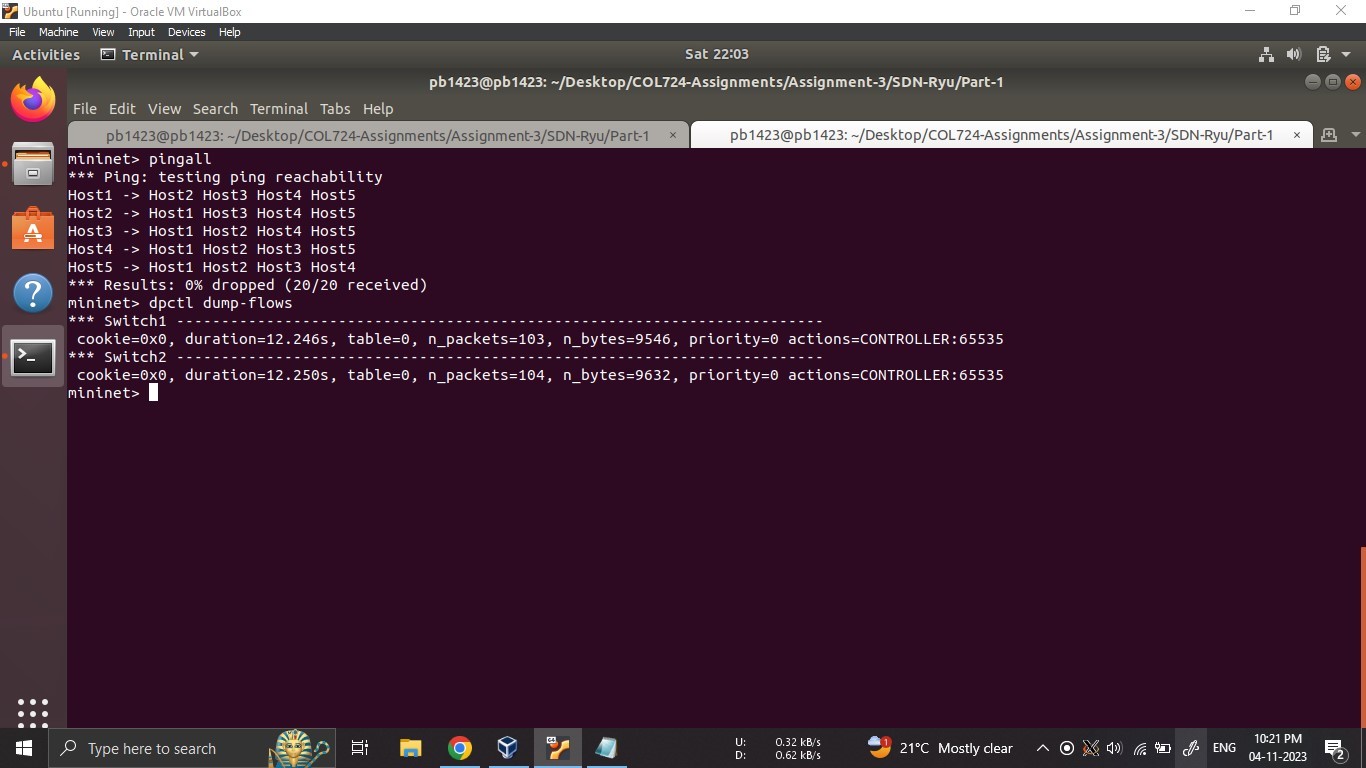 Ubuntu [Running] - Oracle VM VirtualBox
File Machine View Input Devices Help
Activities Terminal Sat 22:03
pb1423@pb1423: ~/Desktop/COL724-Assignments/Assignment-3/SDN-Ryu/Part-1
File Edit View Search Terminal Tabs Help
pb1423@pb1423: ~/Desktop/COL724-Assignments/Assignment-3/SDN-Ryu/Part-1 × pb1423@pb1423: ~/Desktop/COL724-Assignments/Assignment-3/SDN-Ryu/Part-1 ×
mininet> pingall
*** Ping: testing ping reachability
Host1 -> Host2 Host3 Host4 Host5
Host2 -> Host1 Host3 Host4 Host5
Host3 -> Host1 Host2 Host4 Host5
Host4 -> Host1 Host2 Host3 Host5
Host5 -> Host1 Host2 Host3 Host4
*** Results: 0% dropped (20/20 received)
mininet> dpctl dump-flows
*** Switch1 ------------------------------------------------------------------------
cookie=0x0, duration=12.246s, table=0, n_packets=103, n_bytes=9546, priority=0 actions=CONTROLLER:65535
*** Switch2 ------------------------------------------------------------------------
cookie=0x0, duration=12.250s, table=0, n_packets=104, n_bytes=9632, priority=0 actions=CONTROLLER:65535
mininet>
Type here to search
U: 0.32 kB/s
D: 0.62 kB/s
1
21°C Mostly clear
ENG
10:21 PM
04-11-2023
2